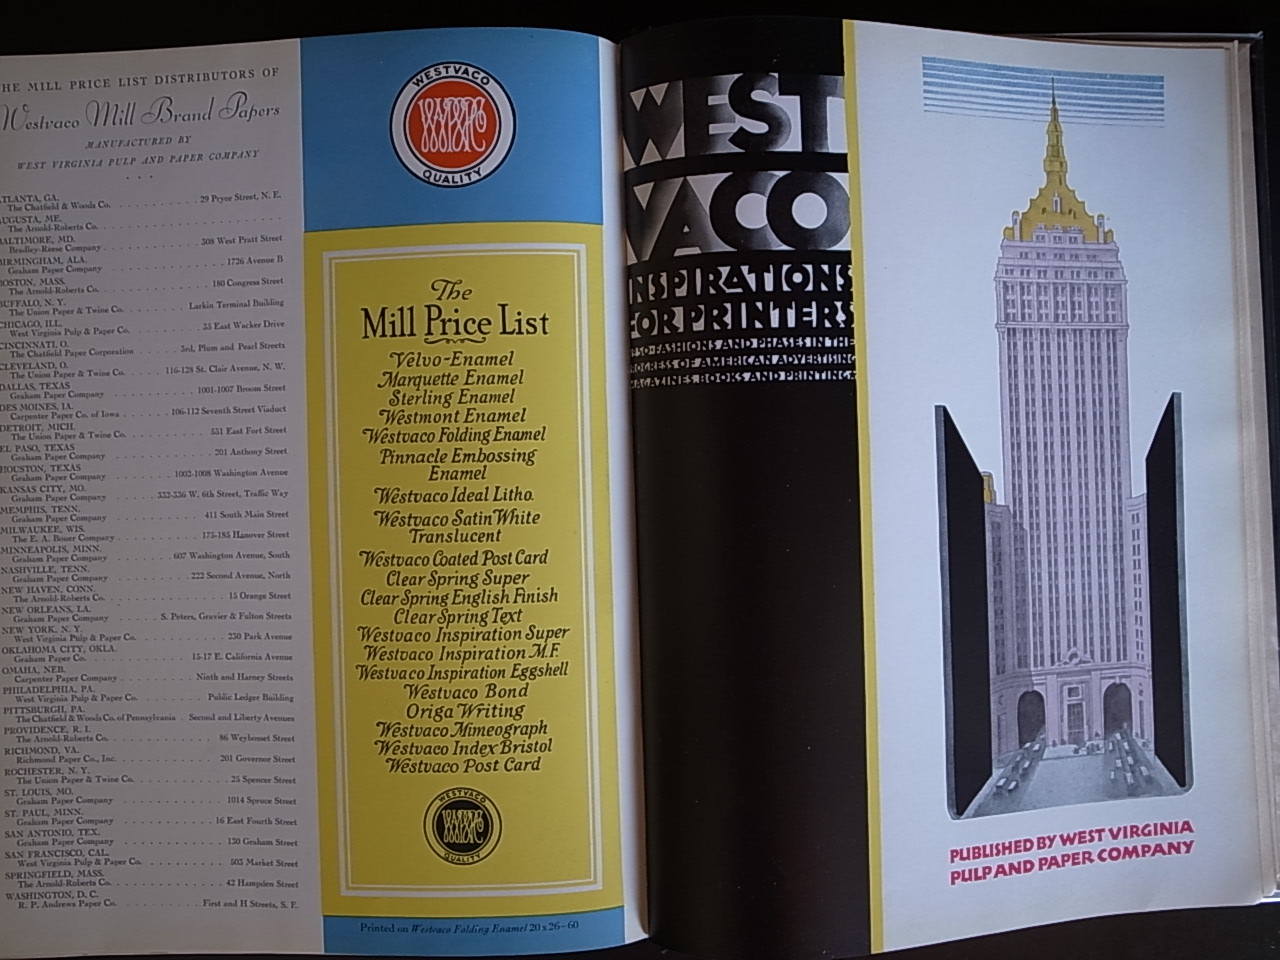 THE MILL PRICE LIST DISTRIBUTORS OF
Westvaco Mill Brand Papers
MANUFACTURED BY
WEST VIRGINIA PULP AND PAPER COMPANY
ATLANTA, GA.
The Chatfield & Woods Co. 29 Pryor Street, N. E.
AUGUSTA, ME.
The Arnold-Roberts Co.
BALTIMORE, MD.
Bradley-Reese Company 308 West Pratt Street
BIRMINGHAM, ALA.
Graham Paper Company 1726 Avenue B
BOSTON, MASS.
The Arnold-Roberts Co. 180 Congress Street
BUFFALO, N. Y.
The Union Paper & Twine Co. Larkin Terminal Building
CHICAGO, ILL.
West Virginia Pulp & Paper Co. 35 East Wacker Drive
CINCINNATI, O.
The Chatfield Paper Corporation 3rd, Plum and Pearl Streets
CLEVELAND, O.
The Union Paper & Twine Co. 116-128 St. Clair Avenue, N. W.
DALLAS, TEXAS
Graham Paper Company 1001-1007 Broom Street
DES MOINES, IA.
Carpenter Paper Co. of Iowa 106-112 Seventh Street Viaduct
DETROIT, MICH.
The Union Paper & Twine Co. 551 East Fort Street
EL PASO, TEXAS
Graham Paper Company 201 Anthony Street
HOUSTON, TEXAS
Graham Paper Company 1002-1008 Washington Avenue
KANSAS CITY, MO.
Graham Paper Company 332-336 W. 6th Street, Traffic Way
MEMPHIS, TENN.
Graham Paper Company 411 South Main Street
MILWAUKEE, WIS.
The E. A. Bouer Company 175-185 Hanover Street
MINNEAPOLIS, MINN.
Graham Paper Company 607 Washington Avenue, South
NASHVILLE, TENN.
Graham Paper Company 222 Second Avenue, North
NEW HAVEN, CONN.
The Arnold-Roberts Co. 15 Orange Street
NEW ORLEANS, LA.
Graham Paper Company S. Peters, Gravier & Fulton Streets
NEW YORK, N. Y.
West Virginia Pulp & Paper Co. 230 Park Avenue
OKLAHOMA CITY, OKLA.
Graham Paper Co. 15-17 E. California Avenue
OMAHA, NEB.
Carpenter Paper Company Ninth and Harney Streets
PHILADELPHIA, PA.
West Virginia Pulp & Paper Co. Public Ledger Building
PITTSBURGH, PA.
The Chatfield & Woods Co. of Pennsylvania Second and Liberty Avenues
PROVIDENCE, R. I.
The Arnold-Roberts Co. 86 Weybosset Street
RICHMOND, VA.
Richmond Paper Co., Inc. 201 Governor Street
ROCHESTER, N. Y.
The Union Paper & Twine Co. 25 Spencer Street
ST. LOUIS, MO.
Graham Paper Company 1014 Spruce Street
ST. PAUL, MINN.
Graham Paper Company 16 East Fourth Street
SAN ANTONIO, TEX.
Graham Paper Company 130 Graham Street
SAN FRANCISCO, CAL.
West Virginia Pulp & Paper Co. 503 Market Street
SPRINGFIELD, MASS.
The Arnold-Roberts Co. 42 Hampden Street
WASHINGTON, D. C.
R. P. Andrews Paper Co. First and H Streets, S. E.
WESTVACO
QUALITY
The
Mill Price List
Velvo-Enamel
Marquette Enamel
Sterling Enamel
Westmont Enamel
Westvaco Folding Enamel
Pinnacle Embossing
Enamel
Westvaco Ideal Litho.
Westvaco Satin White
Translucent
Westvaco Coated Post Card
Clear Spring Super
Clear Spring English Finish
Clear Spring Text
Westvaco Inspiration Super
Westvaco Inspiration M.F.
Westvaco Inspiration Eggshell
Westvaco Bond
Origa Writing
Westvaco Mimeograph
Westvaco Index Bristol
Westvaco Post Card
WESTVACO
QUALITY
Printed on Westvaco Folding Enamel 20 x 26-60
WEST
VACO
INSPIRATIONS
FOR PRINTERS
50·FASHIONS AND PHASES IN THE
PROGRESS OF AMERICAN ADVERTISING
MAGAZINES, BOOKS AND PRINTING
PUBLISHED BY WEST VIRGINIA
PULP AND PAPER COMPANY